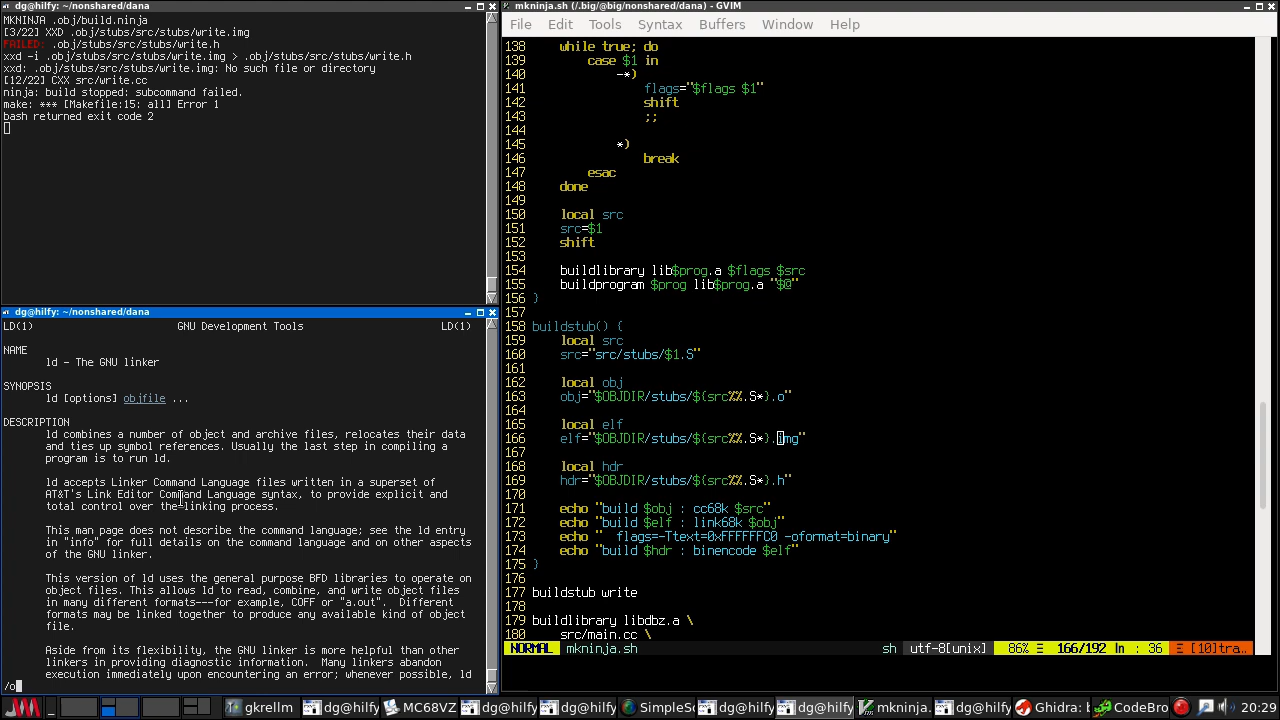 dg@hilfy: ~/nonshared/dana
MKNINJA .obj/build.ninja
[3/22] XXD .obj/stubs/src/stubs/write.img
FAILED: .obj/stubs/src/stubs/write.h
xxd -i .obj/stubs/src/stubs/write.img > .obj/stubs/src/stubs/write.h
xxd: .obj/stubs/src/stubs/write.img: No such file or directory
[12/22] CXX src/write.cc
ninja: build stopped: subcommand failed.
make: *** [Makefile:15: all] Error 1
bash returned exit code 2
dg@hilfy: ~/nonshared/dana
LD(1) GNU Development Tools LD(1)
NAME
ld - The GNU linker
SYNOPSIS
ld [options] objfile ...
DESCRIPTION
ld combines a number of object and archive files, relocates their data
and ties up symbol references. Usually the last step in compiling a
program is to run ld.
ld accepts Linker Command Language files written in a superset of
AT&T's Link Editor Command Language syntax, to provide explicit and
total control over the linking process.
This man page does not describe the command language; see the ld entry
in "info" for full details on the command language and on other aspects
of the GNU linker.
This version of ld uses the general purpose BFD libraries to operate on
object files. This allows ld to read, combine, and write object files
in many different formats---for example, COFF or "a.out".  Different
formats may be linked together to produce any available kind of object
file.
Aside from its flexibility, the GNU linker is more helpful than other
linkers in providing diagnostic information.  Many linkers abandon
execution immediately upon encountering an error; whenever possible, ld
/o
mkninja.sh (/.big/@big/nonshared/dana) - GVIM
File Edit Tools Syntax Buffers Window Help
138     while true; do
139         case $1 in
140             -*)
141                 flags="$flags $1"
142                 shift
143                 ;;
144
145             *)
146                 break
147         esac
148     done
149
150     local src
151     src=$1
152     shift
153
154     buildlibrary lib$prog.a $flags $src
155     buildprogram $prog lib$prog.a "$@"
156 }
157
158 buildstub() {
159     local src
160     src="src/stubs/$1.S"
161
162     local obj
163     obj="$OBJDIR/stubs/${src%%.S*}.o"
164
165     local elf
166     elf="$OBJDIR/stubs/${src%%.S*}.img"
167
168     local hdr
169     hdr="$OBJDIR/stubs/${src%%.S*}.h"
170
171     echo "build $obj : cc68k $src"
172     echo "build $elf : link68k $obj"
173     echo "  flags=-Ttext=0xFFFFFFC0 -oformat=binary"
174     echo "build $hdr : binencode $elf"
175 }
176
177 buildstub write
178
179 buildlibrary libdbz.a \
180     src/main.cc \
NORMAL mkninja.sh sh utf-8[unix] 86% Ξ 166/192 ㏑ : 36 Ξ [10]tra..
gkrellm dg@hilfy MC68VZ dg@hilfy dg@hilfy SimpleSc dg@hilfy dg@hilfy mkninja dg@hilfy Ghidra: b CodeBro 20:29